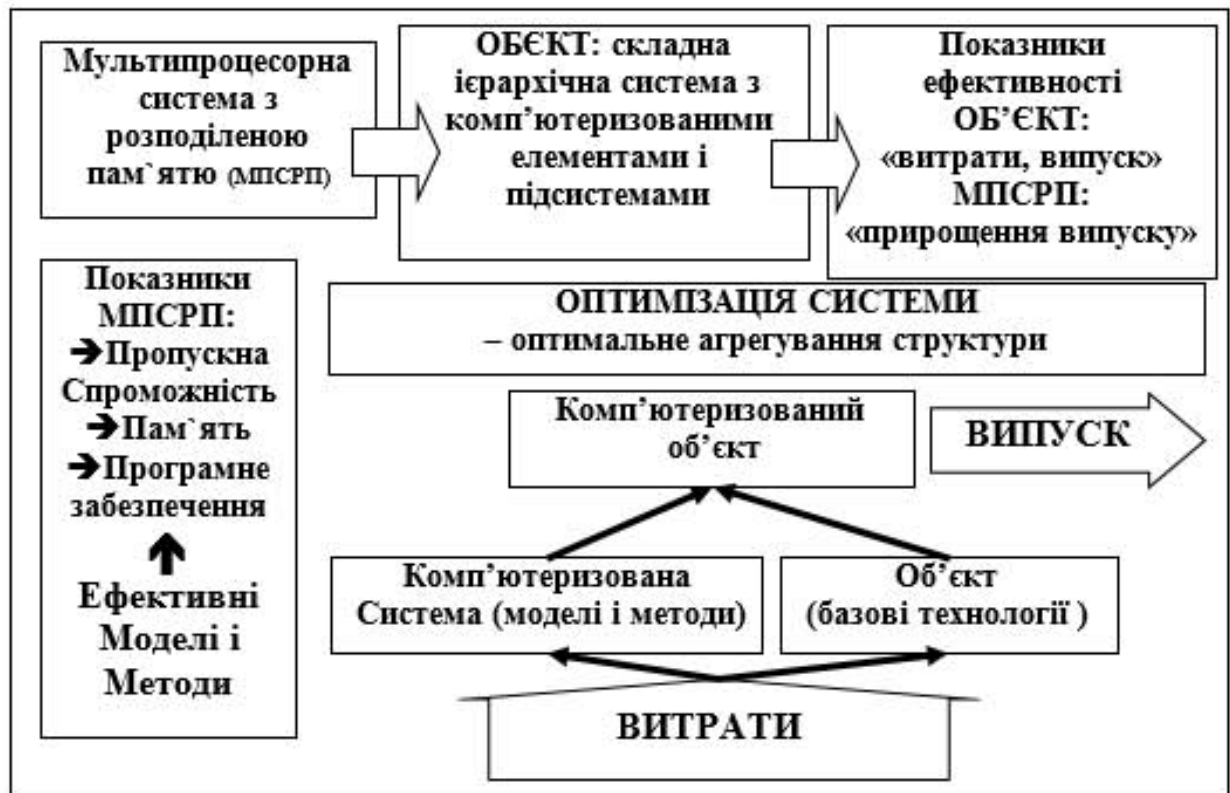 Мультипроцесорна
система з
розподіленою
пам`ятю (МПСРП)
ОБЄКТ: складна
ієрархічна система з
комп’ютеризованими
елементами і
підсистемами
Показники
ефективності
ОБ’ЄКТ:
«витрати, випуск»
МПСРП:
«прирощення випуску»
Показники
МПСРП:
➔Пропускна
Спроможність
➔Пам`ять
➔Програмне
забезпечення
Ефективні
Моделі і
Методи
ОПТИМІЗАЦІЯ СИСТЕМИ
– оптимальне агрегування структури
Комп’ютеризований
об’єкт
ВИПУСК
Комп’ютеризована
Система (моделі і методи)
Об’єкт
(базові технології )
ВИТРАТИ